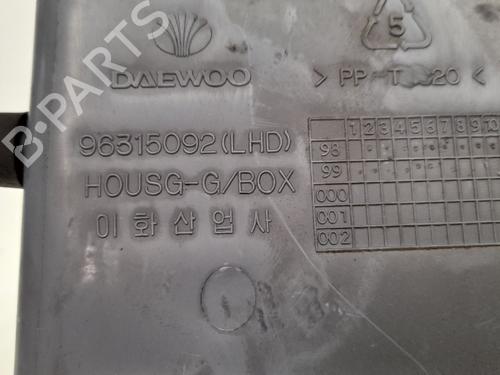 5
DAEWOO
> PP-T 20 <
96315092(LHD)
HOUSG-G/BOX
이화산업사
1 2 3 4 5 6 7 8 9 10
98
99
000
001
002
B-PARTS